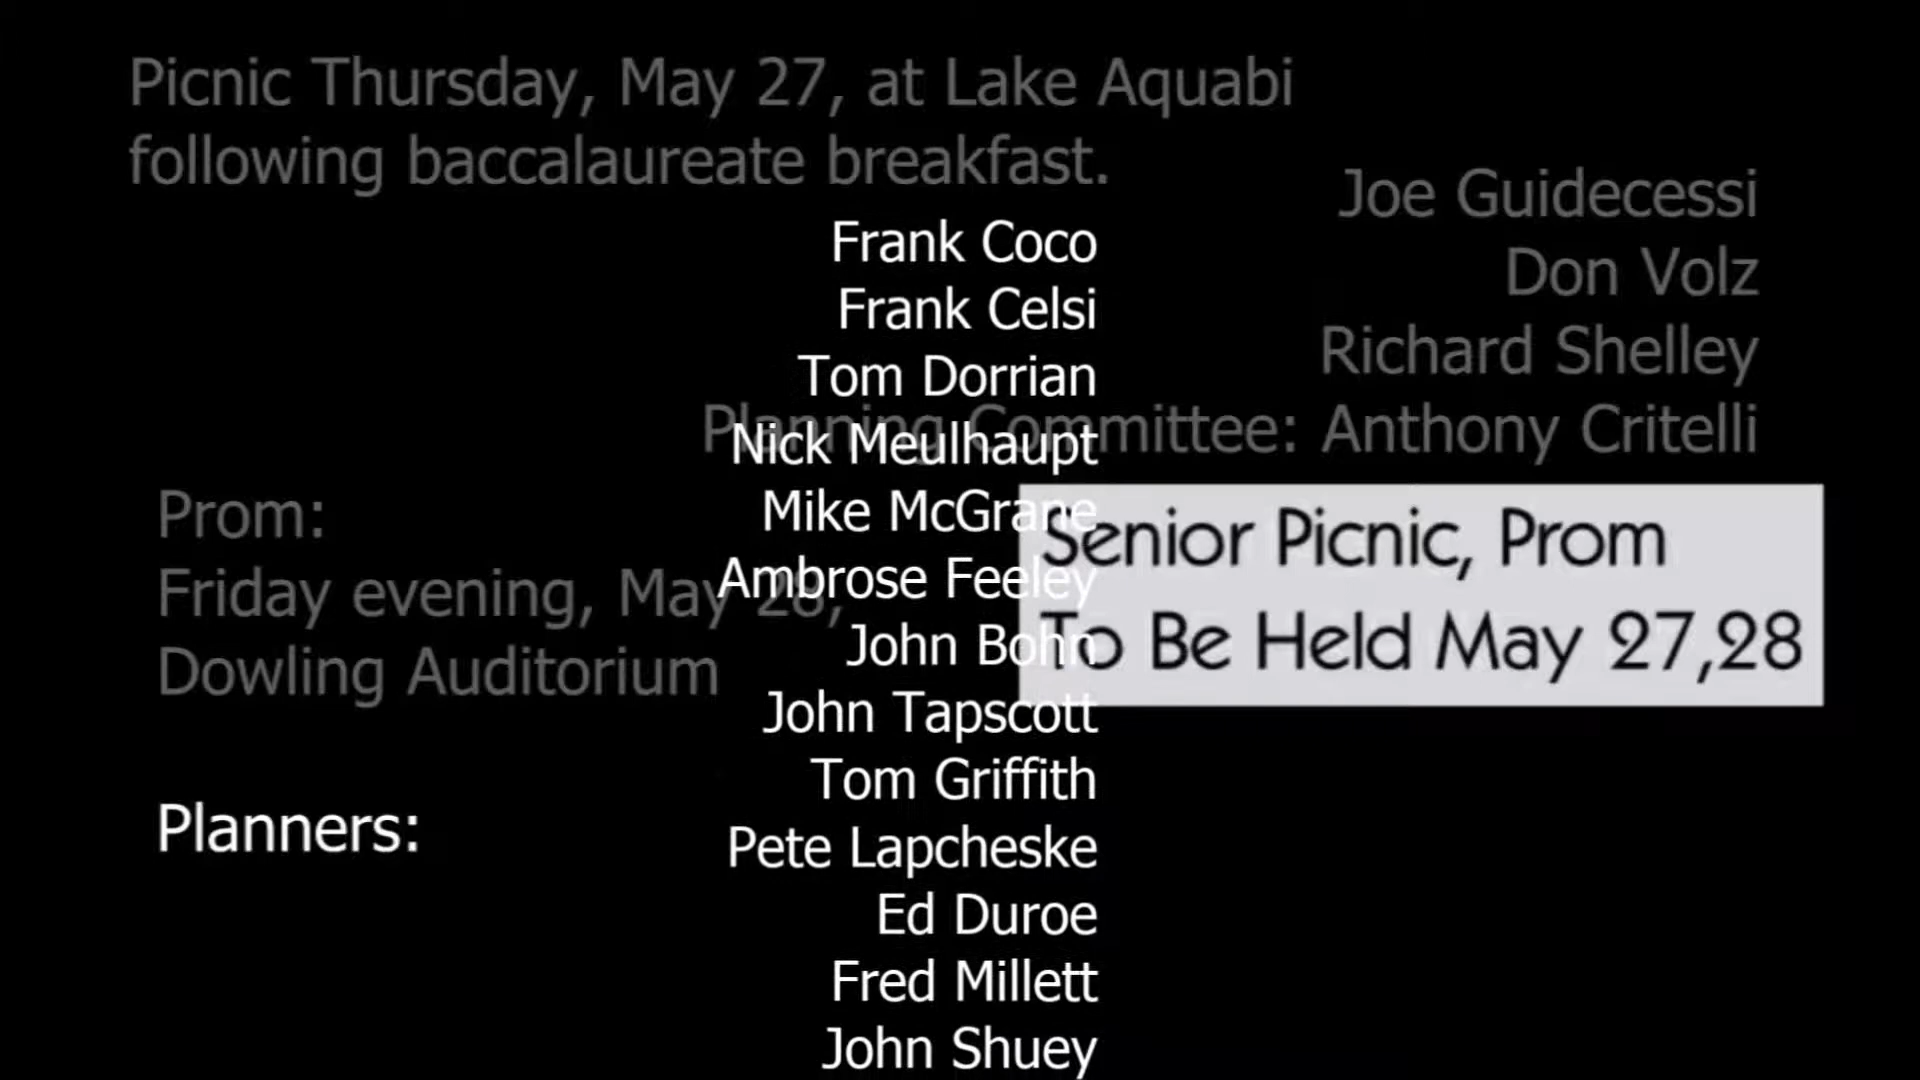 Picnic Thursday, May 27, at Lake Aquabi
following baccalaureate breakfast.
Joe Guidecessi
Don Volz
Richard Shelley
Planning Committee: Anthony Critelli
Prom:
Friday evening, May 28,
Dowling Auditorium
Senior Picnic, Prom
To Be Held May 27,28
Planners:
Frank Coco
Frank Celsi
Tom Dorrian
Nick Meulhaupt
Mike McGrane
Ambrose Feeley
John Bohn
John Tapscott
Tom Griffith
Pete Lapcheske
Ed Duroe
Fred Millett
John Shuey